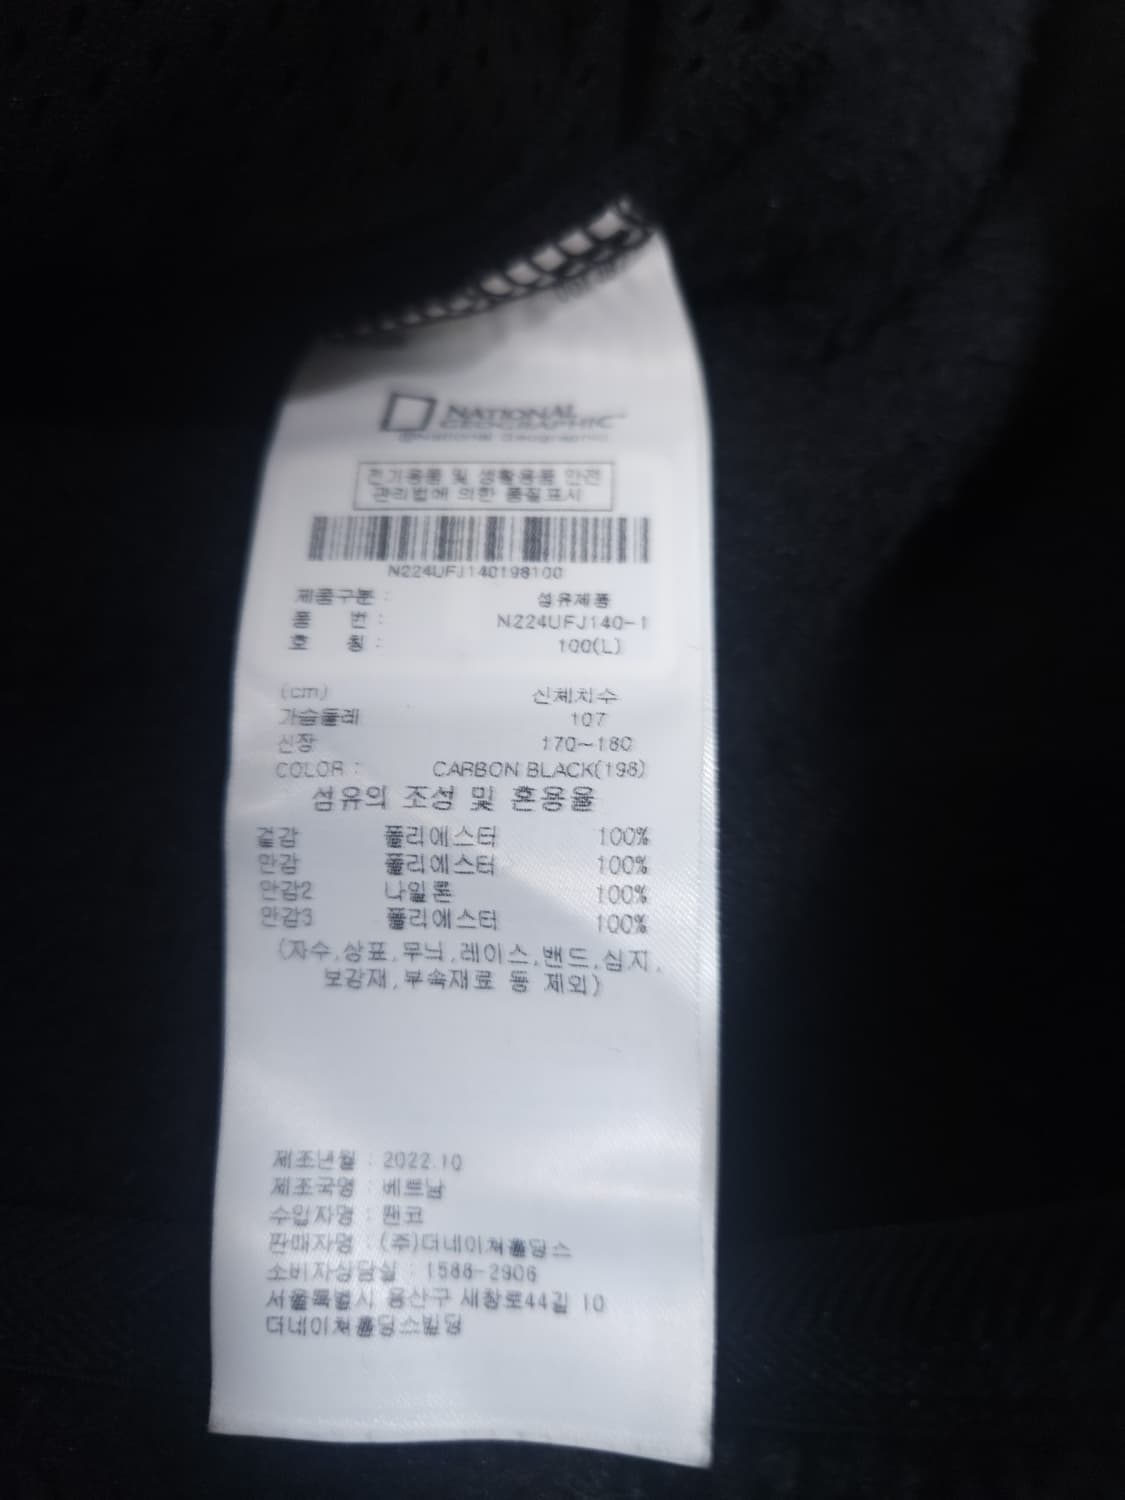 NATIONAL
GEOGRAPHIC
@National Geographic
전기용품 및 생활용품 안전
관리법에 의한 품질표시
N224UFJ140198100
제품구분 : 섬유제품
품 번 : N224UFJ140-1
호 칭 : 100(L)
(cm) 신체치수
가슴둘레 107
신장 170~180
COLOR : CARBON BLACK(198)
섬유의 조성 및 혼용율
겉감 폴리에스터 100%
안감 폴리에스터 100%
안감2 나일론 100%
안감3 폴리에스터 100%
(자수,상표,무늬,레이스,밴드,심지,
보강재,부속재료 등 제외)
제조년월 : 2022.10
제조국명 : 베트남
수입자명 : 팬코
판매자명 : (주)더네이쳐홀딩스
소비자상담실 : 1588-2906
서울특별시 용산구 새창로44길 10
더네이쳐홀딩스빌딩